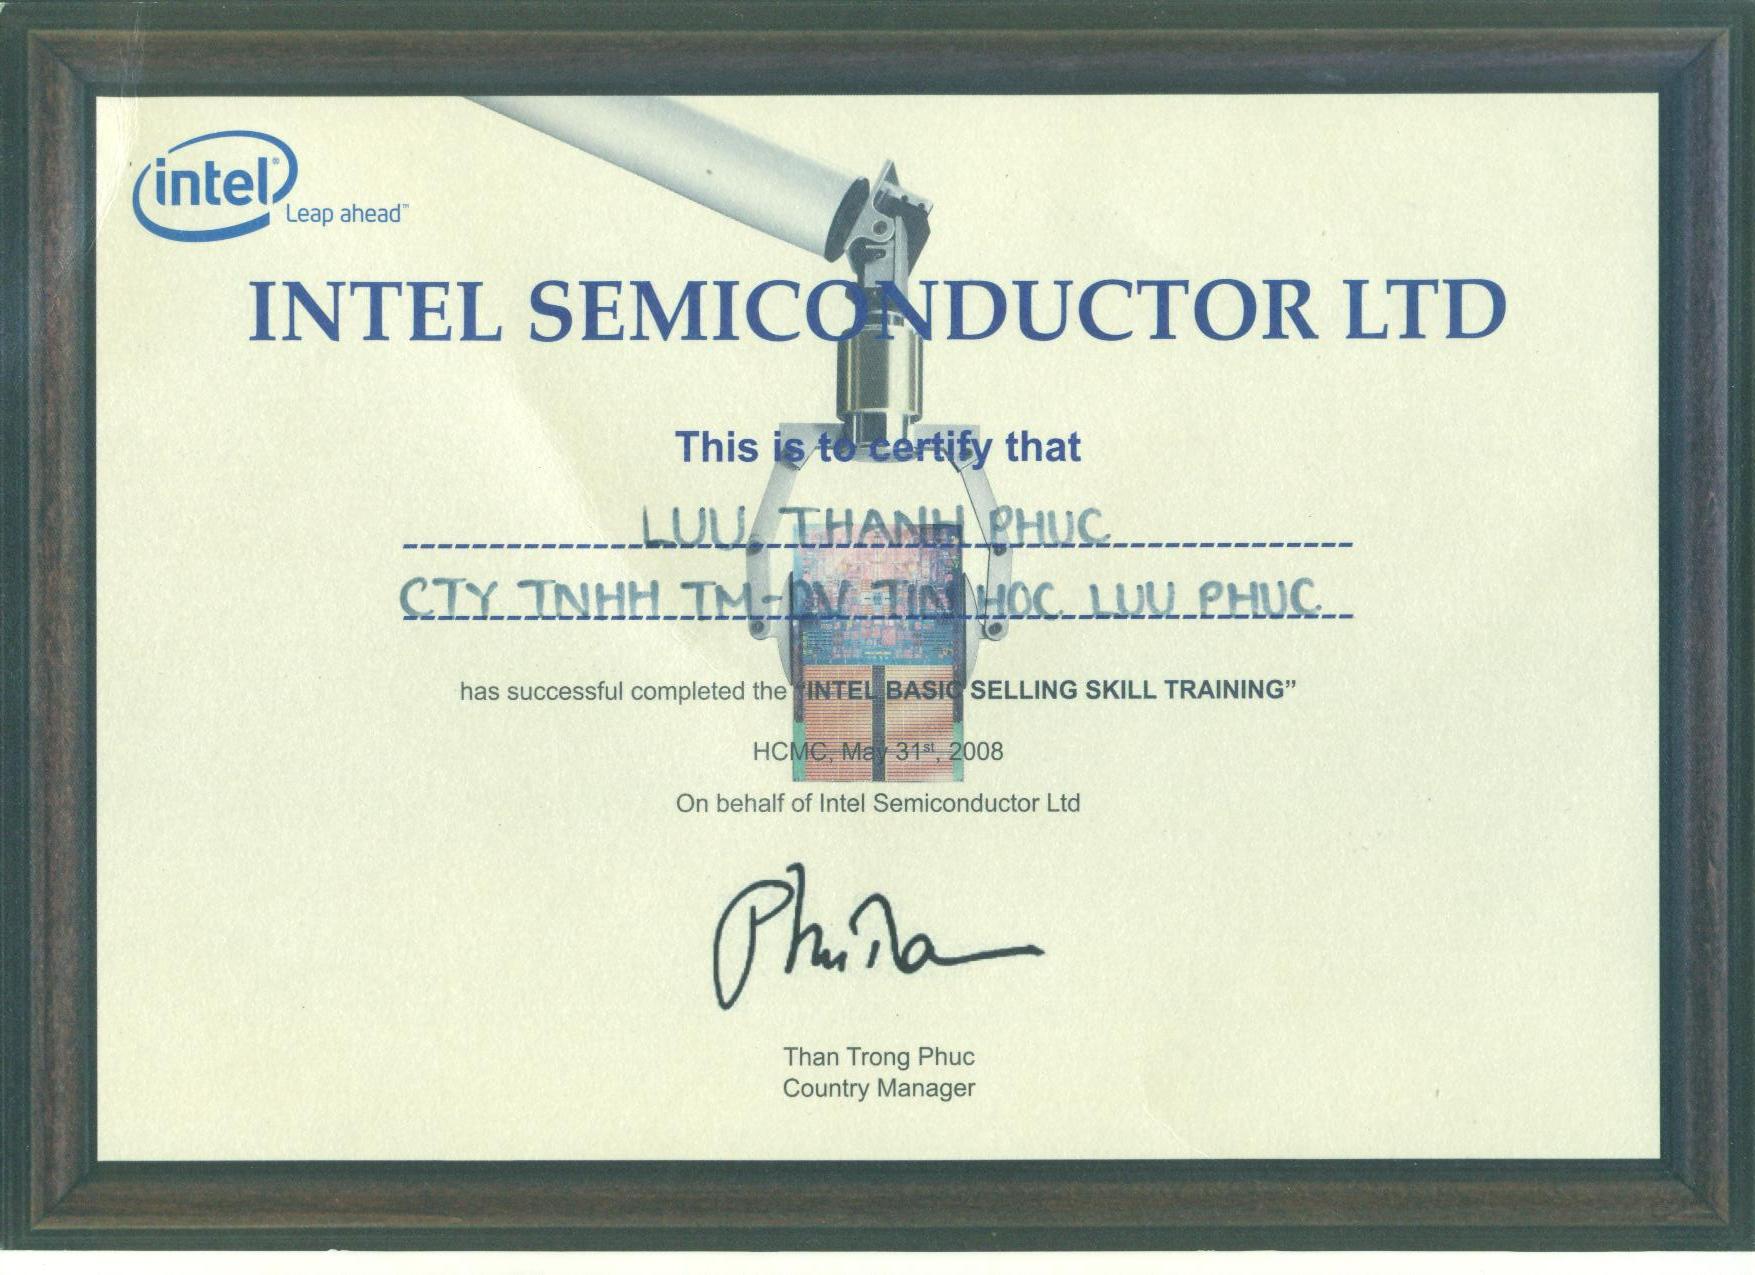 intel®
Leap ahead™
INTEL SEMICONDUCTOR LTD
This is to certify that
LUU THANH PHUC
CTY TNHH TM-DV TIN HOC LUU PHUC
has successful completed the "INTEL BASIC SELLING SKILL TRAINING”
HCMC, May 31st, 2008
On behalf of Intel Semiconductor Ltd
Than Trong Phuc
Country Manager